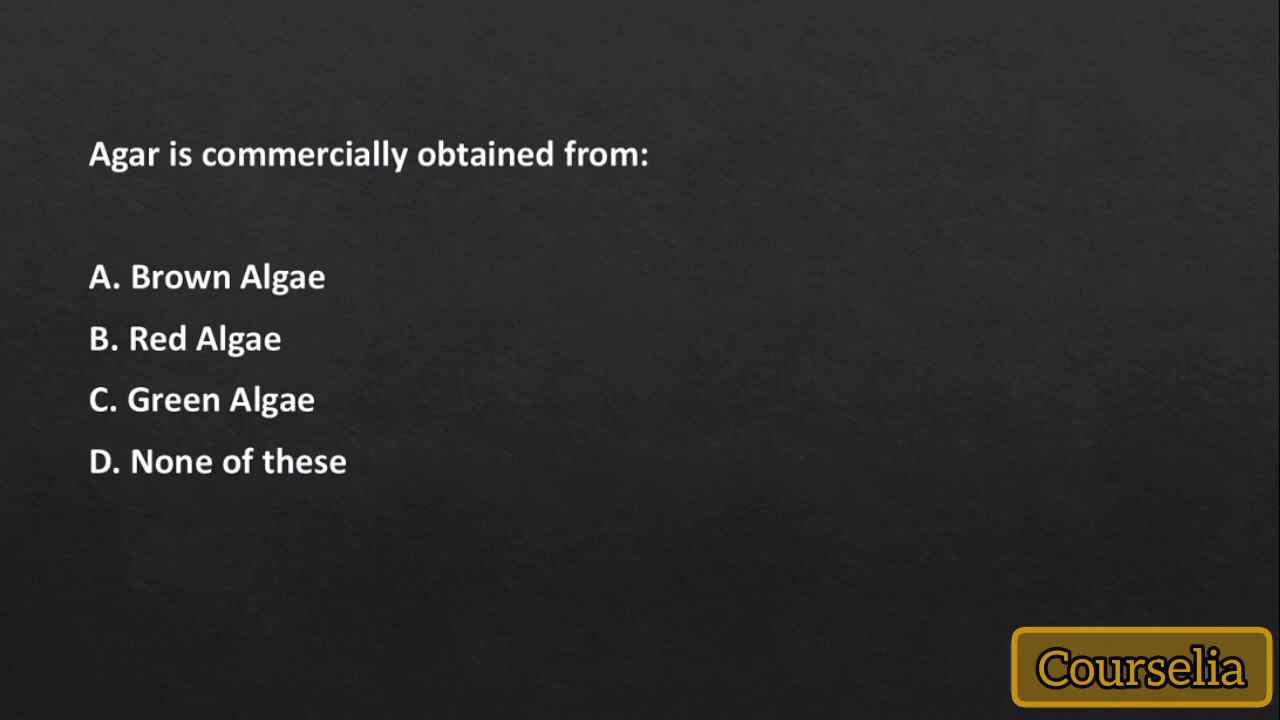 Agar is commercially obtained from:
A. Brown Algae
B. Red Algae
C. Green Algae
D. None of these
Courselia